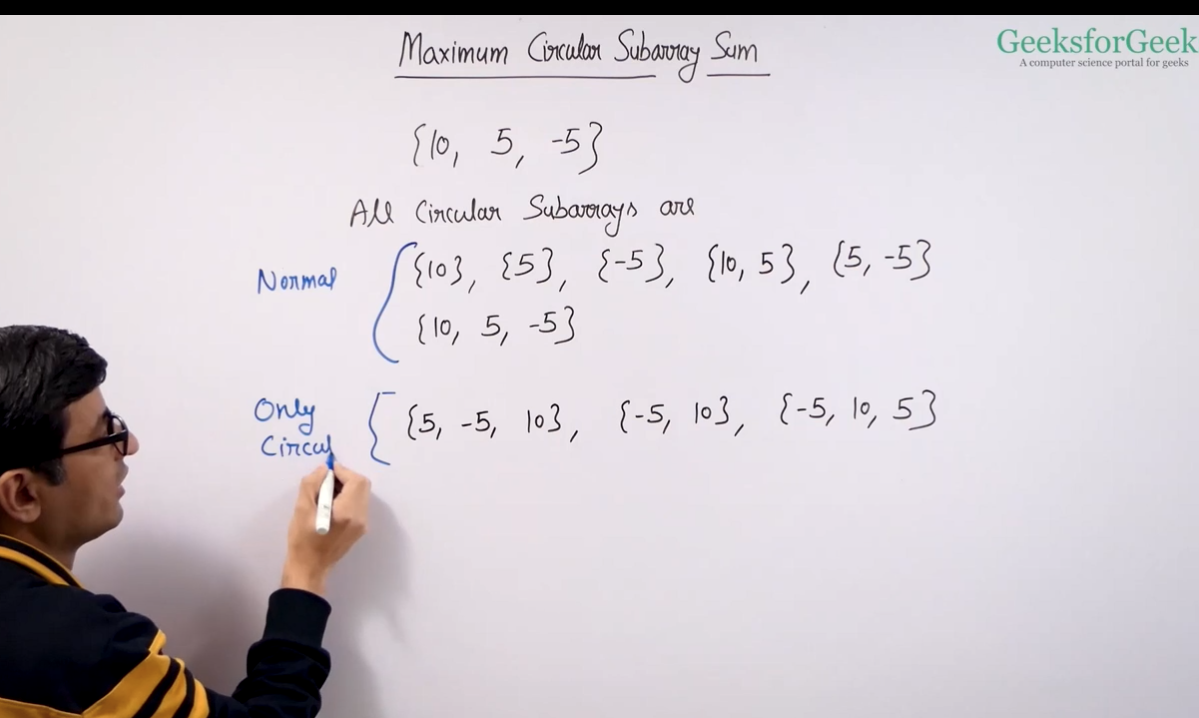 Maximum Circular Subarray Sum
GeeksforGeek
A computer science portal for geeks
{10, 5, -5}
All Circular Subarrays are
Normal
{10}, {5}, {-5}, {10, 5}, {5, -5}
{10, 5, -5}
Only
Circul
{5, -5, 10}, {-5, 10}, {-5, 10, 5}